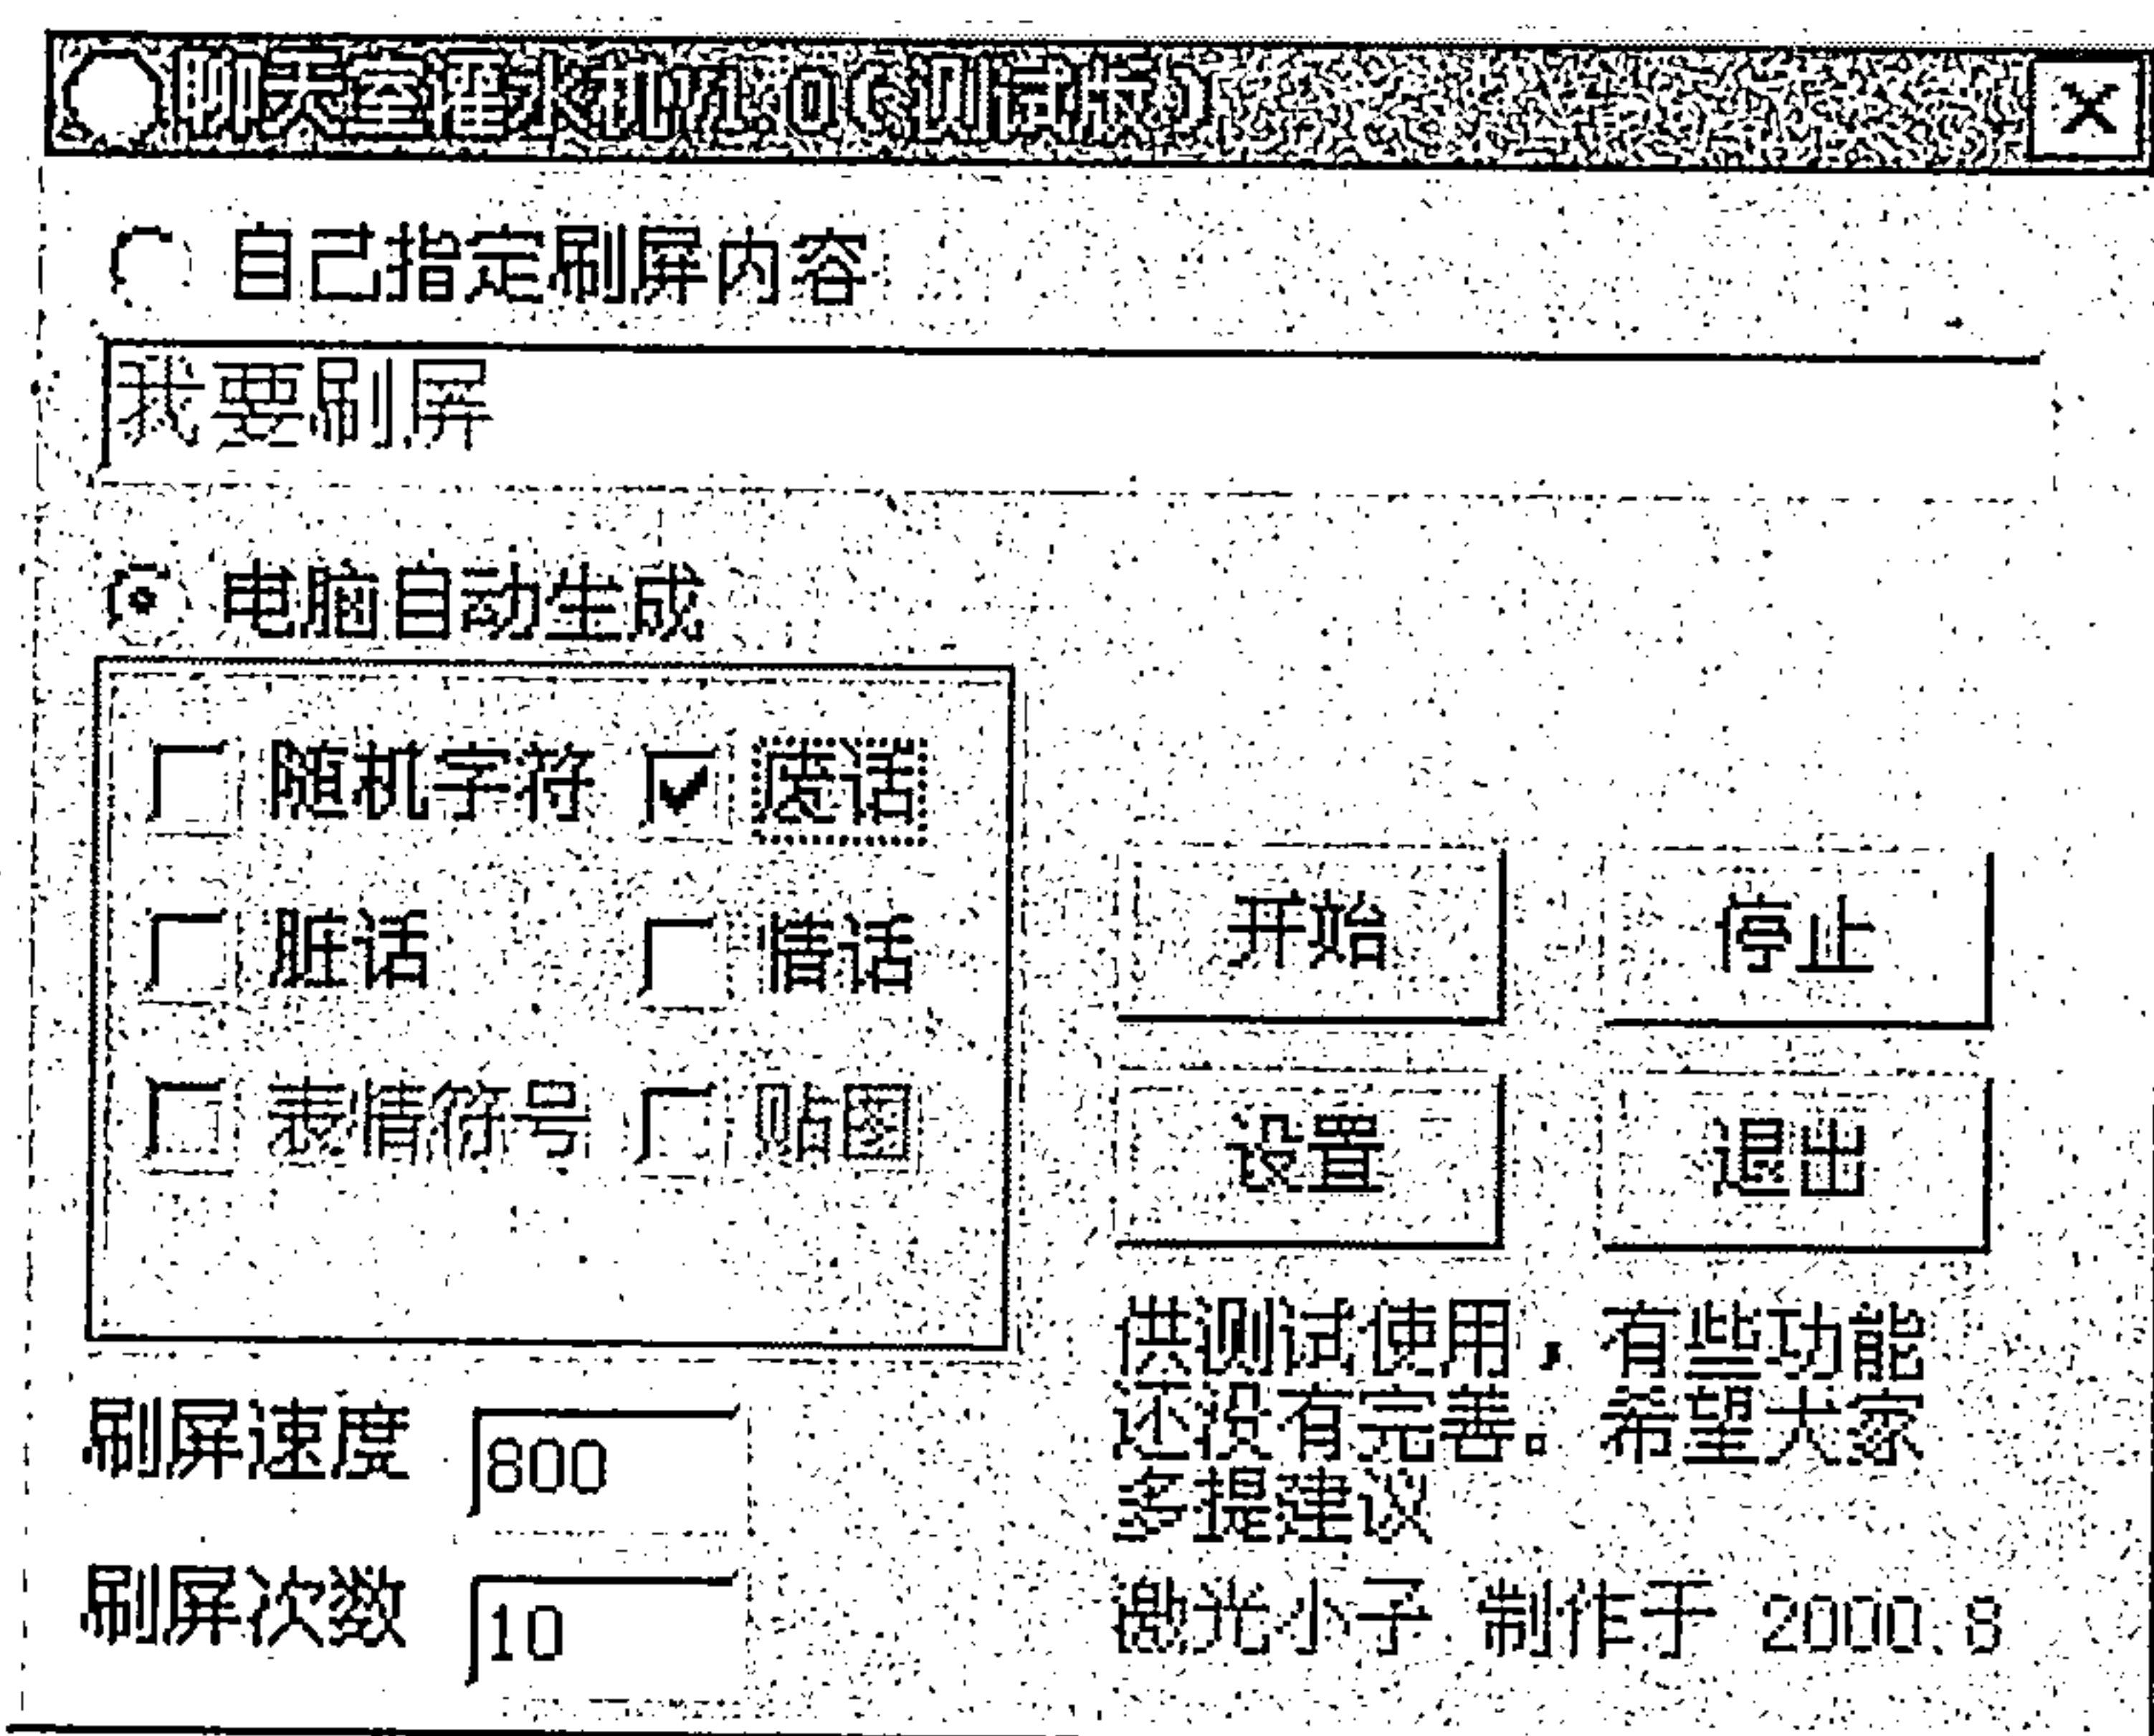 聊天室灌水机V1.0(测试版)
自己指定刷屏内容
我要刷屏
电脑自动生成
随机字符 废话
脏话 情话
表情符号 贴图
开始 停止
设置 退出
供测试使用，有些功能
还没有完善。希望大家
多提建议
刷屏速度 800
刷屏次数 10
激光小子 制作于 2000.8